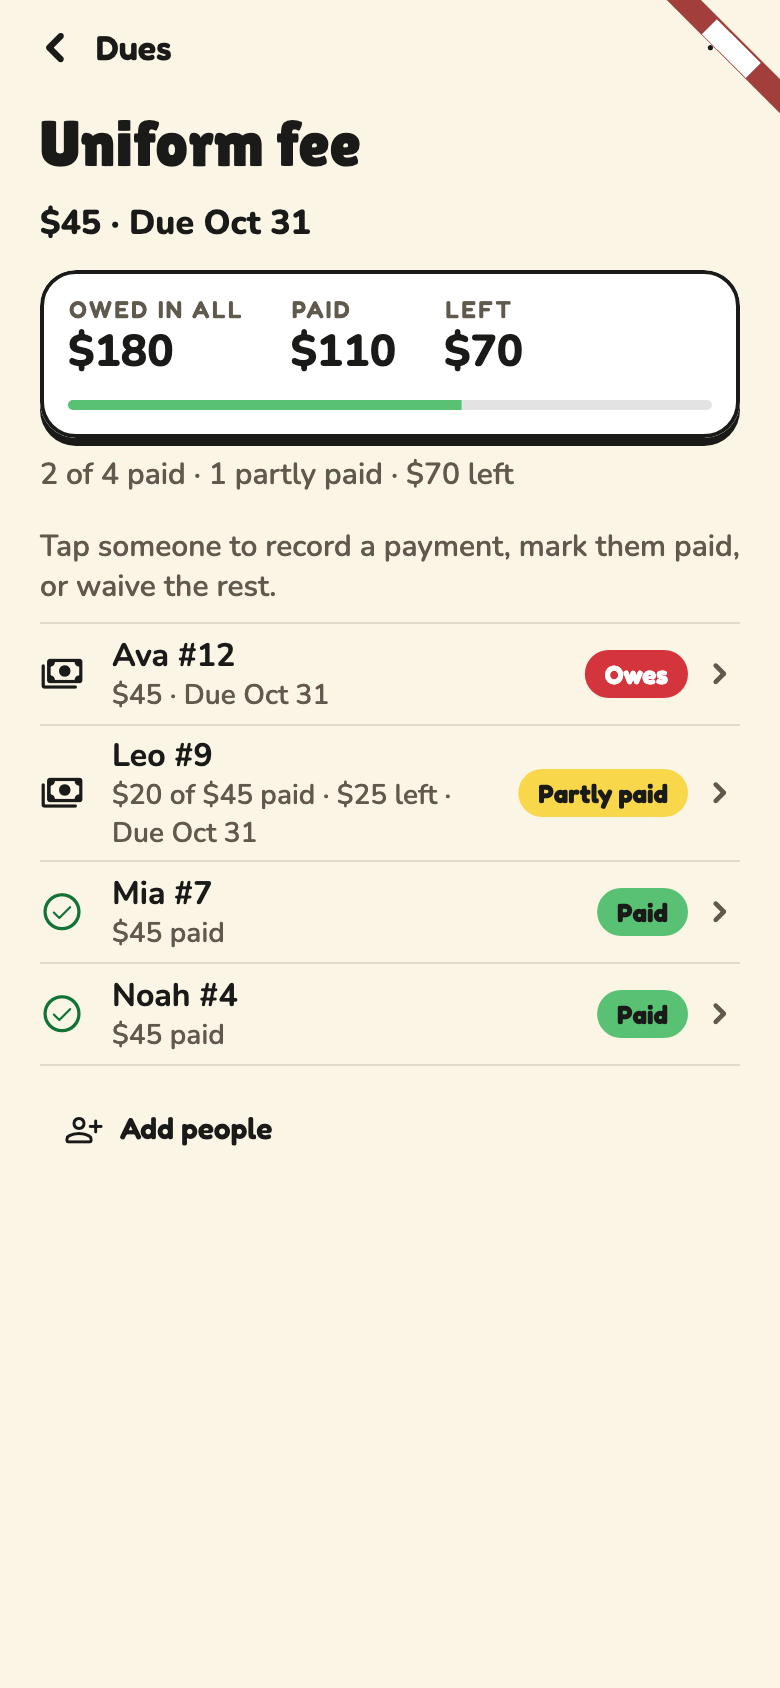 Dues
Uniform fee
$45 · Due Oct 31
OWED IN ALL PAID LEFT
$180 $110 $70
2 of 4 paid · 1 partly paid · $70 left
Tap someone to record a payment, mark them paid,
or waive the rest.
Ava #12
$45 · Due Oct 31
Owes
Leo #9
$20 of $45 paid · $25 left ·
Due Oct 31
Partly paid
Mia #7
$45 paid
Paid
Noah #4
$45 paid
Paid
Add people